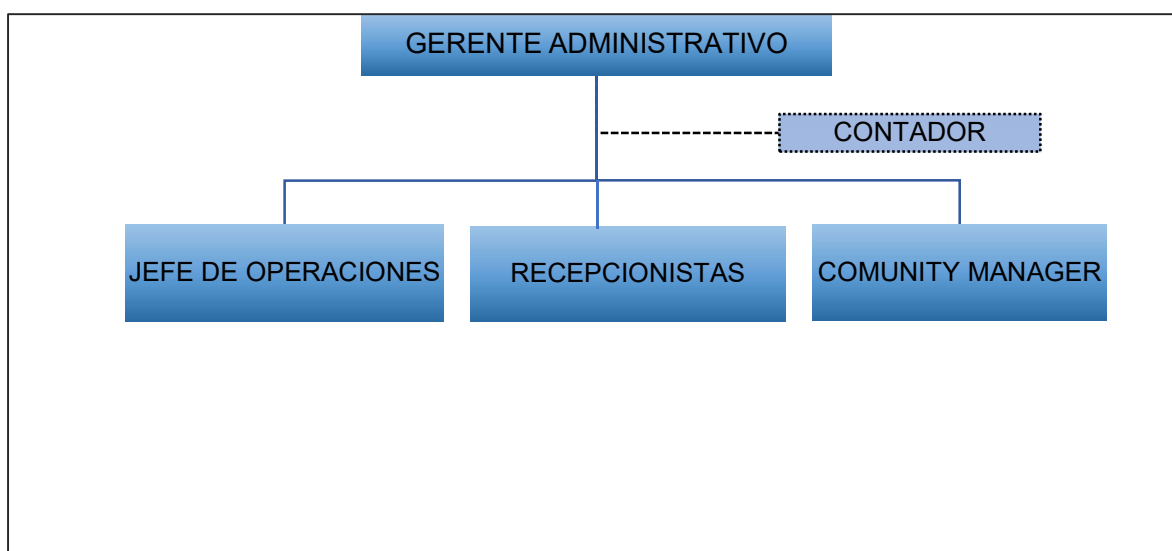 GERENTE ADMINISTRATIVO
CONTADOR
JEFE DE OPERACIONES
RECEPCIONISTAS
COMUNITY MANAGER